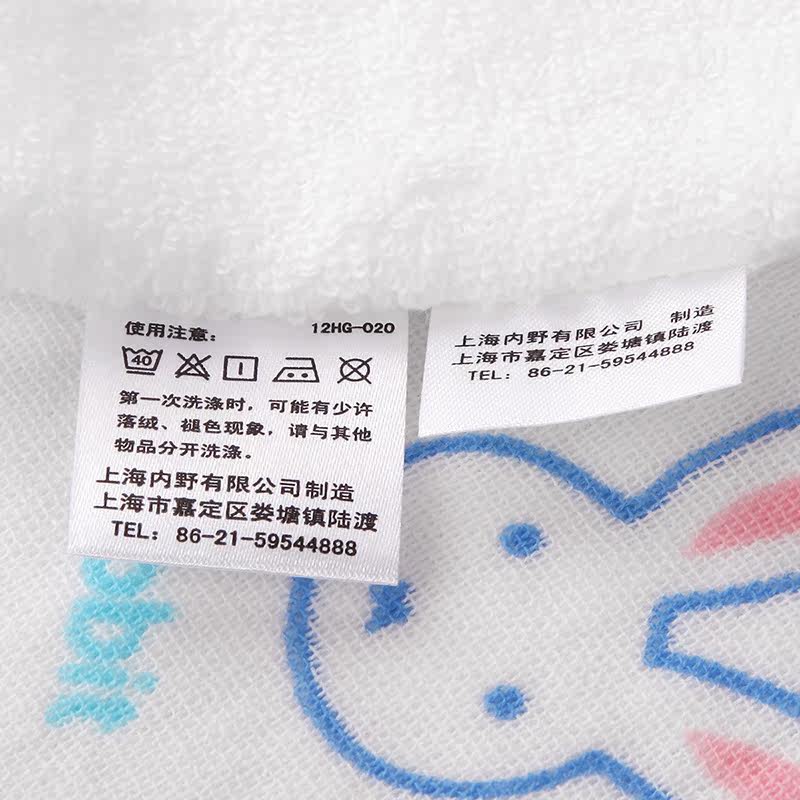 使用注意: 12HG-020
40
第一次洗涤时，可能有少许
落绒、褪色现象，请与其他
物品分开洗涤。
上海内野有限公司制造
上海市嘉定区娄塘镇陆渡
TEL: 86-21-59544888
上海内野有限公司 制造
上海市嘉定区娄塘镇陆渡
TEL: 86-21-59544888
bit